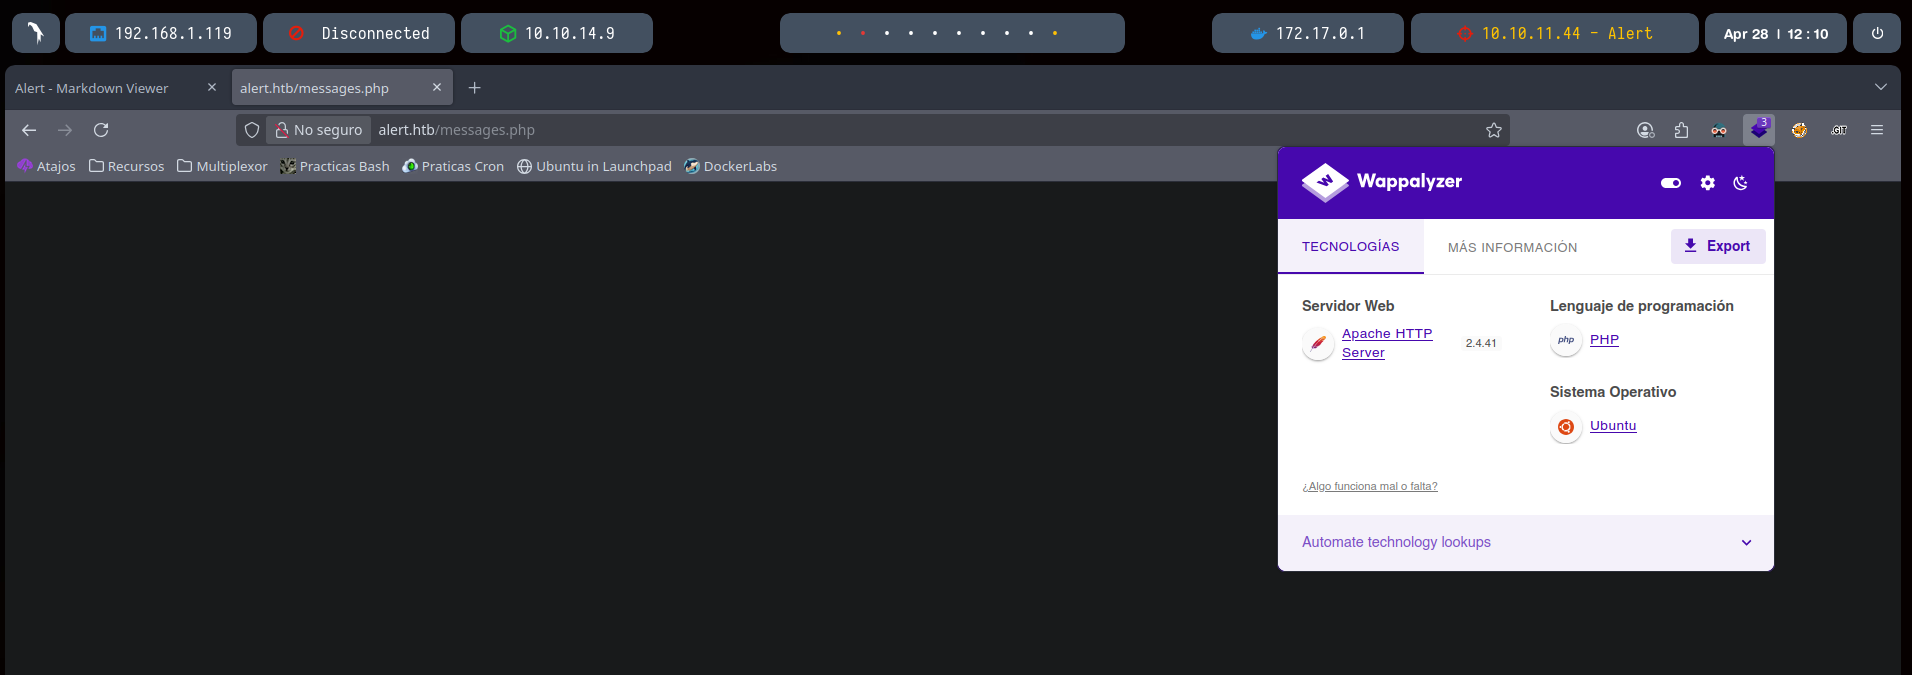 192.168.1.119 Disconnected 10.10.14.9 172.17.0.1 10.10.11.44 - Alert Apr 28 | 12:10
Alert - Markdown Viewer alert.htb/messages.php
No seguro alert.htb/messages.php 3 .GIT
Atajos Recursos Multiplexor Practicas Bash Praticas Cron Ubuntu in Launchpad DockerLabs
W Wappalyzer
TECNOLOGÍAS MÁS INFORMACIÓN Export
Servidor Web
Apache HTTP Server 2.4.41
Lenguaje de programación
php PHP
Sistema Operativo
Ubuntu
¿Algo funciona mal o falta?
Automate technology lookups